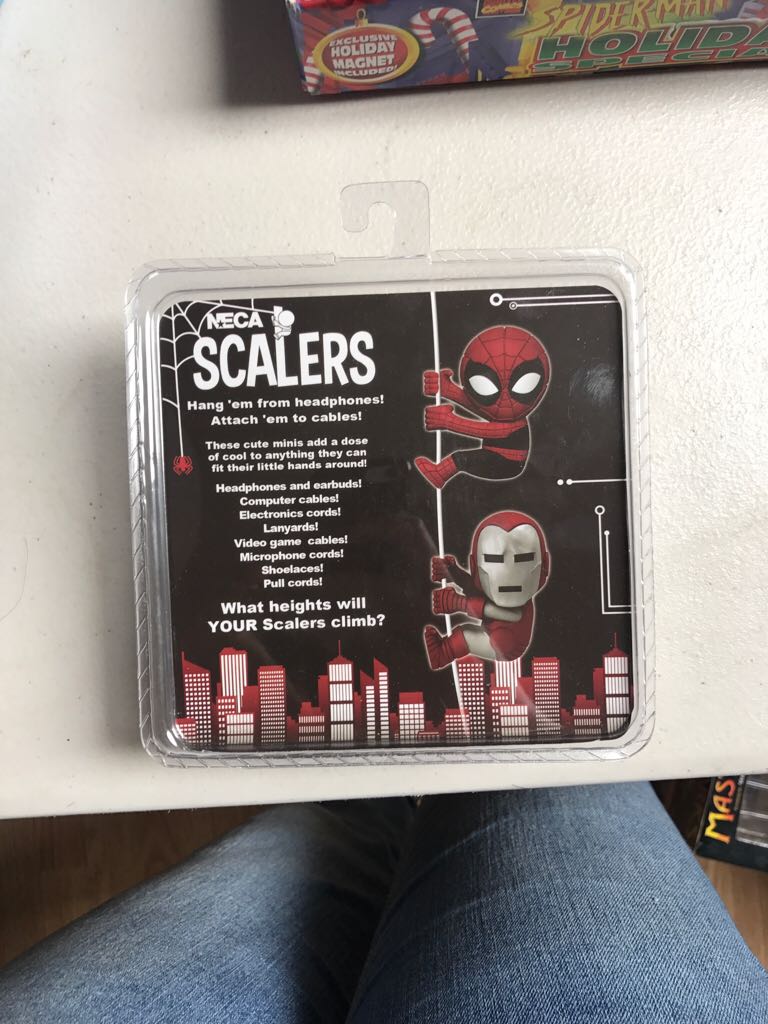 COMICS
EXCLUSIVE
HOLIDAY
MAGNET
INCLUDED!
SPIDER-MAN
HOLIDA
SPECIA
NECA
SCALERS
Hang 'em from headphones!
Attach 'em to cables!
These cute minis add a dose
of cool to anything they can
fit their little hands around!
Headphones and earbuds!
Computer cables!
Electronics cords!
Lanyards!
Video game cables!
Microphone cords!
Shoelaces!
Pull cords!
What heights will
YOUR Scalers climb?
MAS